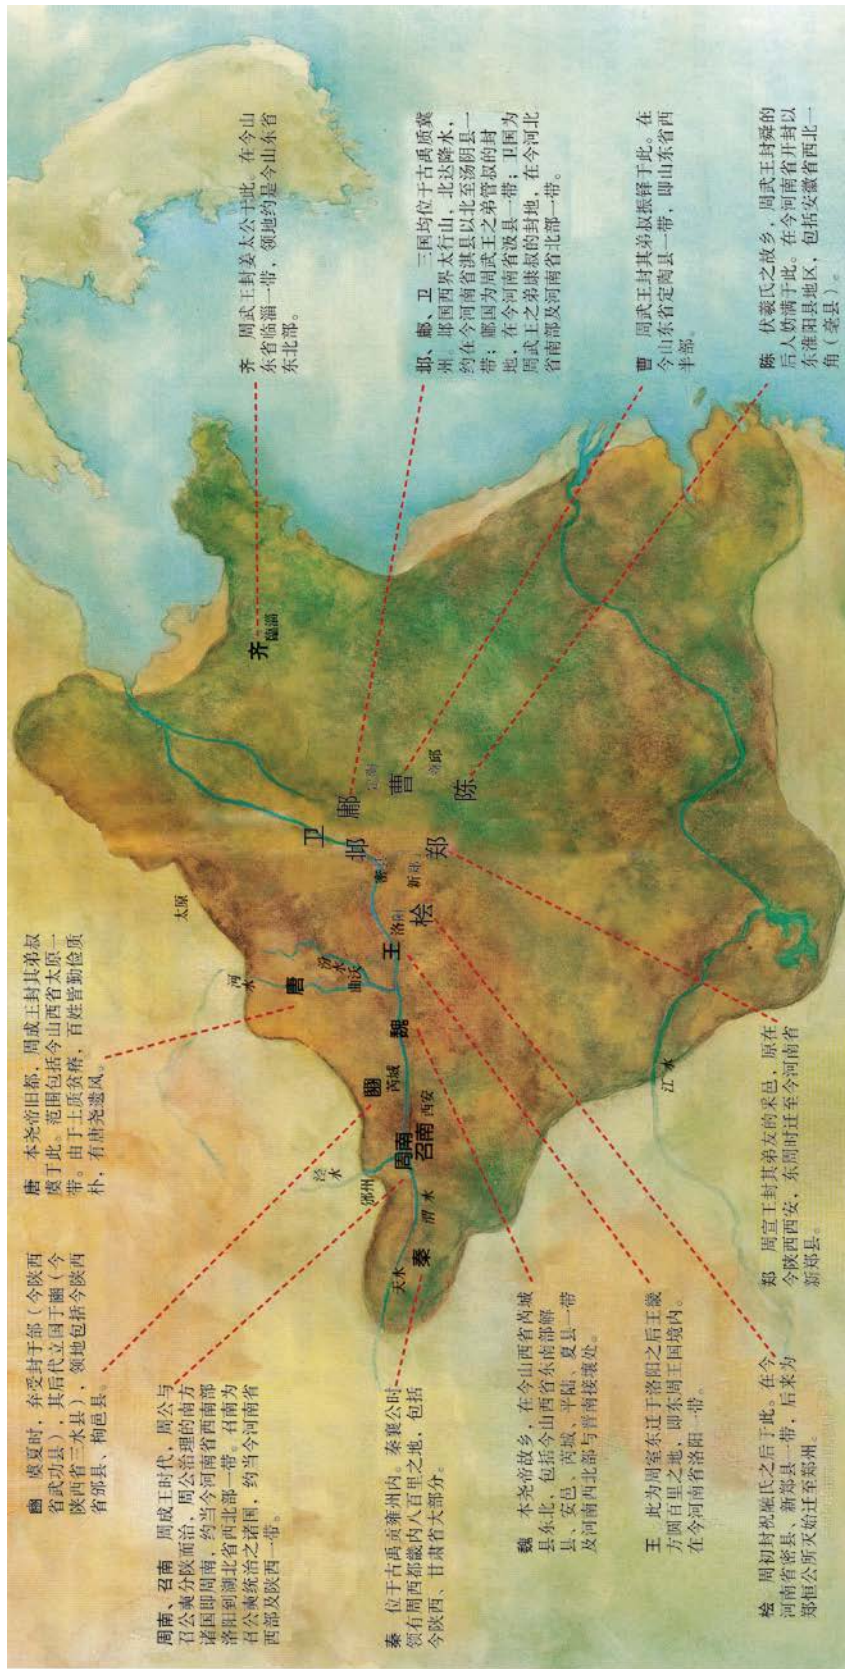 豳 虞夏时，弃受封于邰（今陕西
省武功县），其后代立国于豳（今
陕西省三水县），领地包括今陕西
省邠县、栒邑县。
唐 本尧帝旧都，周成王封其弟叔
虞于此。范围包括今山西省太原一
带。由于土质贫瘠，百姓皆勤俭质
朴，有唐尧遗风。
周南、召南 周成王时代，周公与
召公奭分陕而治，周公治理的南方
诸国即周南，约当今河南省西南部
洛阳到湖北省西北部一带。召南为
召公奭统治之诸国，约当今河南省
西部及陕西一带。
秦 位于古禹贡雍州内。秦襄公时
领有周西都畿内八百里之地，包括
今陕西、甘肃省大部分。
魏 本尧帝故乡，在今山西省芮城
县东北，包括今山西省东南部解
县、安邑、芮城、平陆、夏县一带
及河南西北部与晋南接壤处。
王 此为周室东迁于洛阳之后王畿
方圆百里之地，即东周王国境内。
在今河南省洛阳一带。
桧 周初封祝融氏之后于此。在今
河南省密县、新郑县一带，后来为
郑恒公所灭始迁至郑州。
郑 周宣王封其弟友的采邑，原在
今陕西西安，东周时迁至今河南省
新郑县。
齐 周武王封姜太公于此。在今山
东省临淄一带，领地约是今山东省
东北部。
邶、鄘、卫 三国均位于古禹贡冀
州。邶国西界太行山，北达降水，
约在今河南省淇县以北至汤阴县一
带；鄘国为周武王之弟管叔的封
地，在今河南省汲县一带；卫国为
周武王之弟康叔的封地，在今河北
省南部及河南省北部一带。
曹 周武王封其弟叔振铎于此。在
今山东省定陶县一带，即山东省西
半部。
陈 伏羲氏之故乡，周武王封舜的
后人妫满于此。在今河南省开封以
东淮阳县地区，包括安徽省西北一
角（亳县）。
太原
河水
汾水
唐
曲沃
齐
臨淄
卫
鄘
邶
定陶
曹
商邱
陈
郑
新郑
桧
洛阳
王
魏
豳
芮城
西安
周南
召南
泾水
邠州
渭水
秦
天水
江水